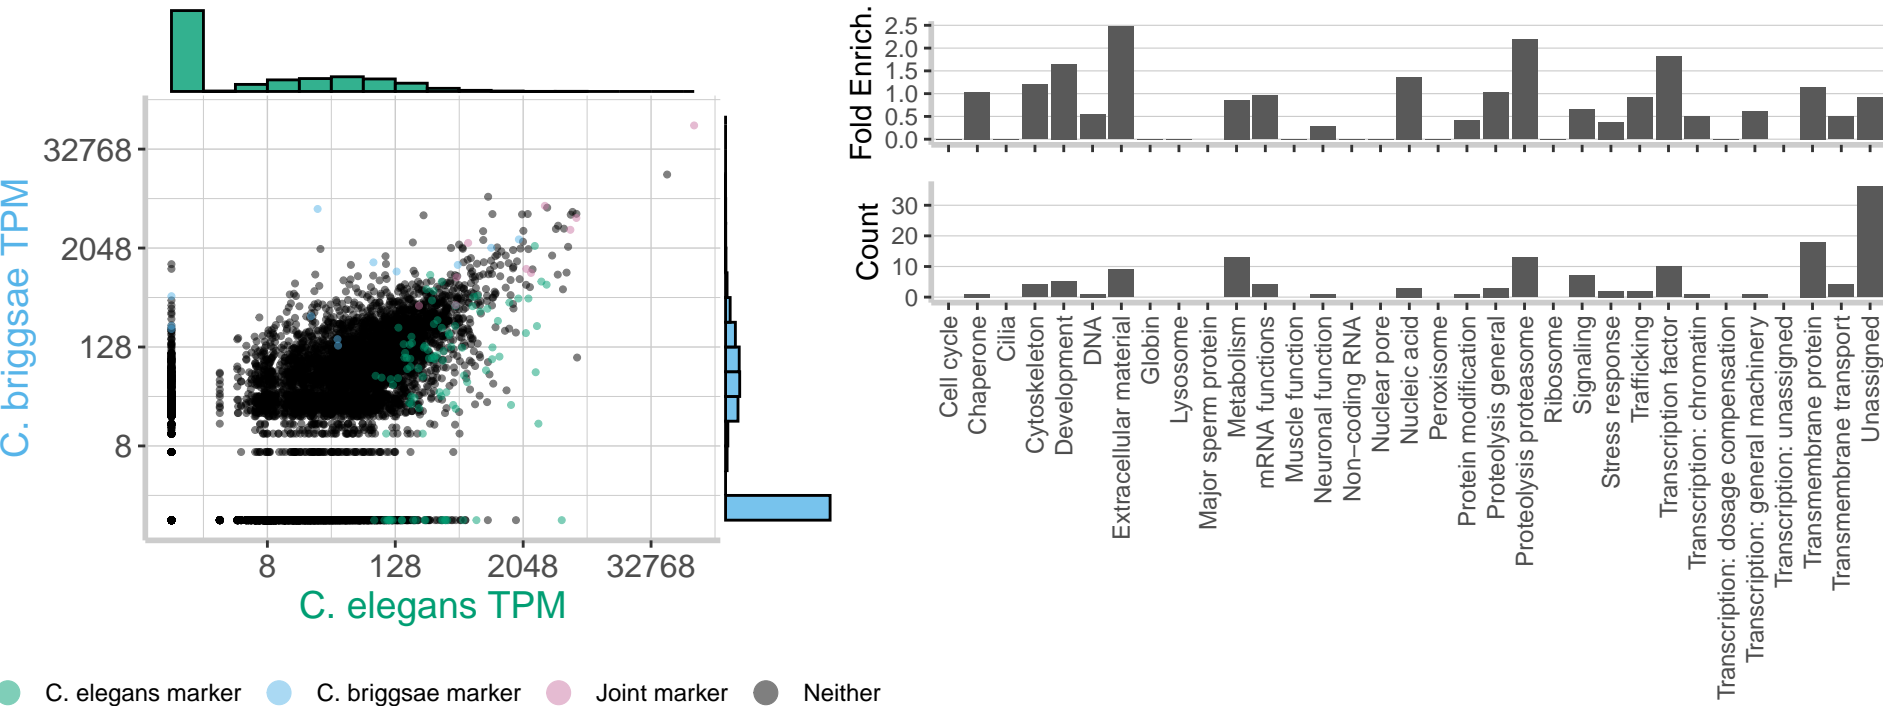 32768
2048
128
8
C. briggsae TPM
8 128 2048 32768
C. elegans TPM
C. elegans marker C. briggsae marker Joint marker Neither
Fold Enrich.
2.5
2.0
1.5
1.0
0.5
0.0
Count
30
20
10
0
Cell cycle
Chaperone
Cilia
Cytoskeleton
Development
DNA
Extracellular material
Globin
Lysosome
Major sperm protein
Metabolism
mRNA functions
Muscle function
Neuronal function
Non−coding RNA
Nuclear pore
Nucleic acid
Peroxisome
Protein modification
Proteolysis general
Proteolysis proteasome
Ribosome
Signaling
Stress response
Trafficking
Transcription factor
Transcription: chromatin
Transcription: dosage compensation
Transcription: general machinery
Transcription: unassigned
Transmembrane protein
Transmembrane transport
Unassigned